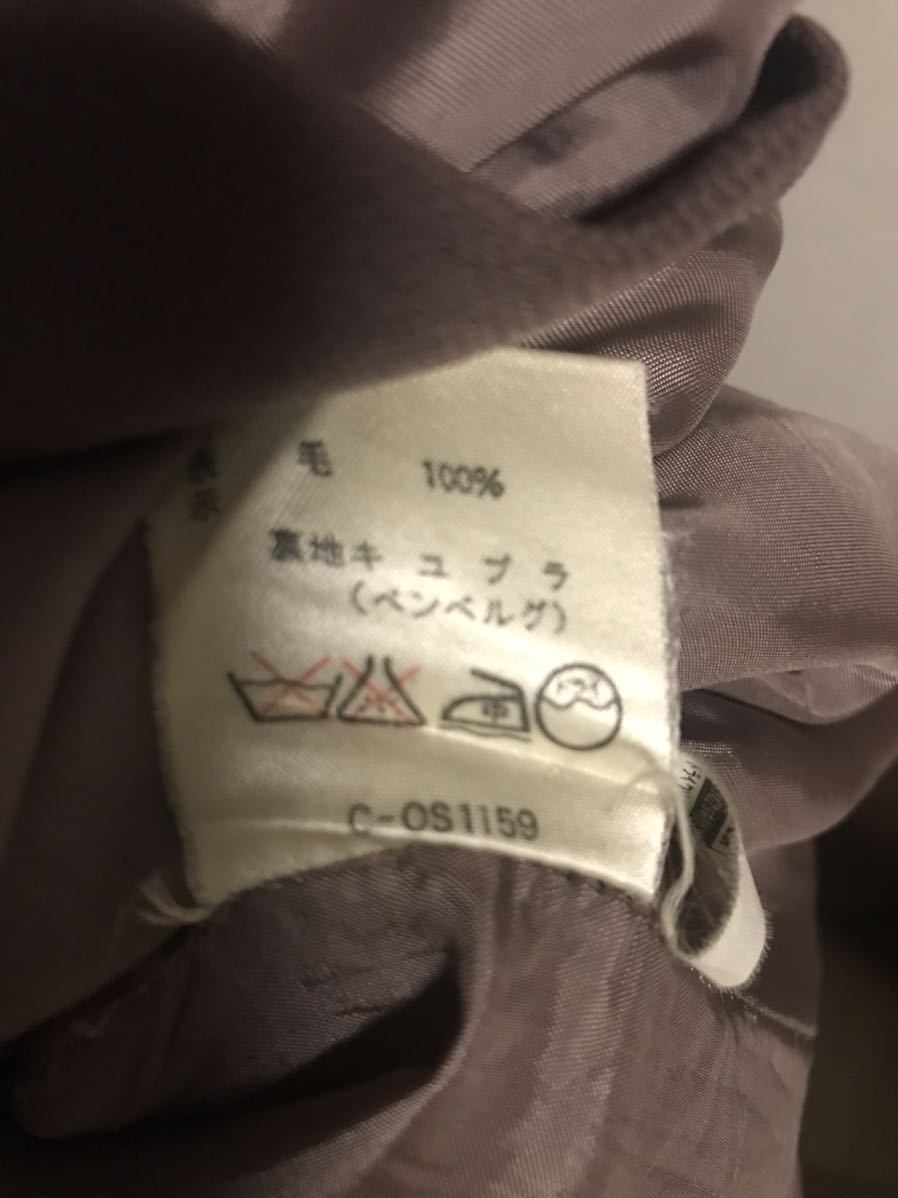 表示 毛 100%
裏地キュプラ
(ベンベルグ)
中 ドライ
C-OS1159